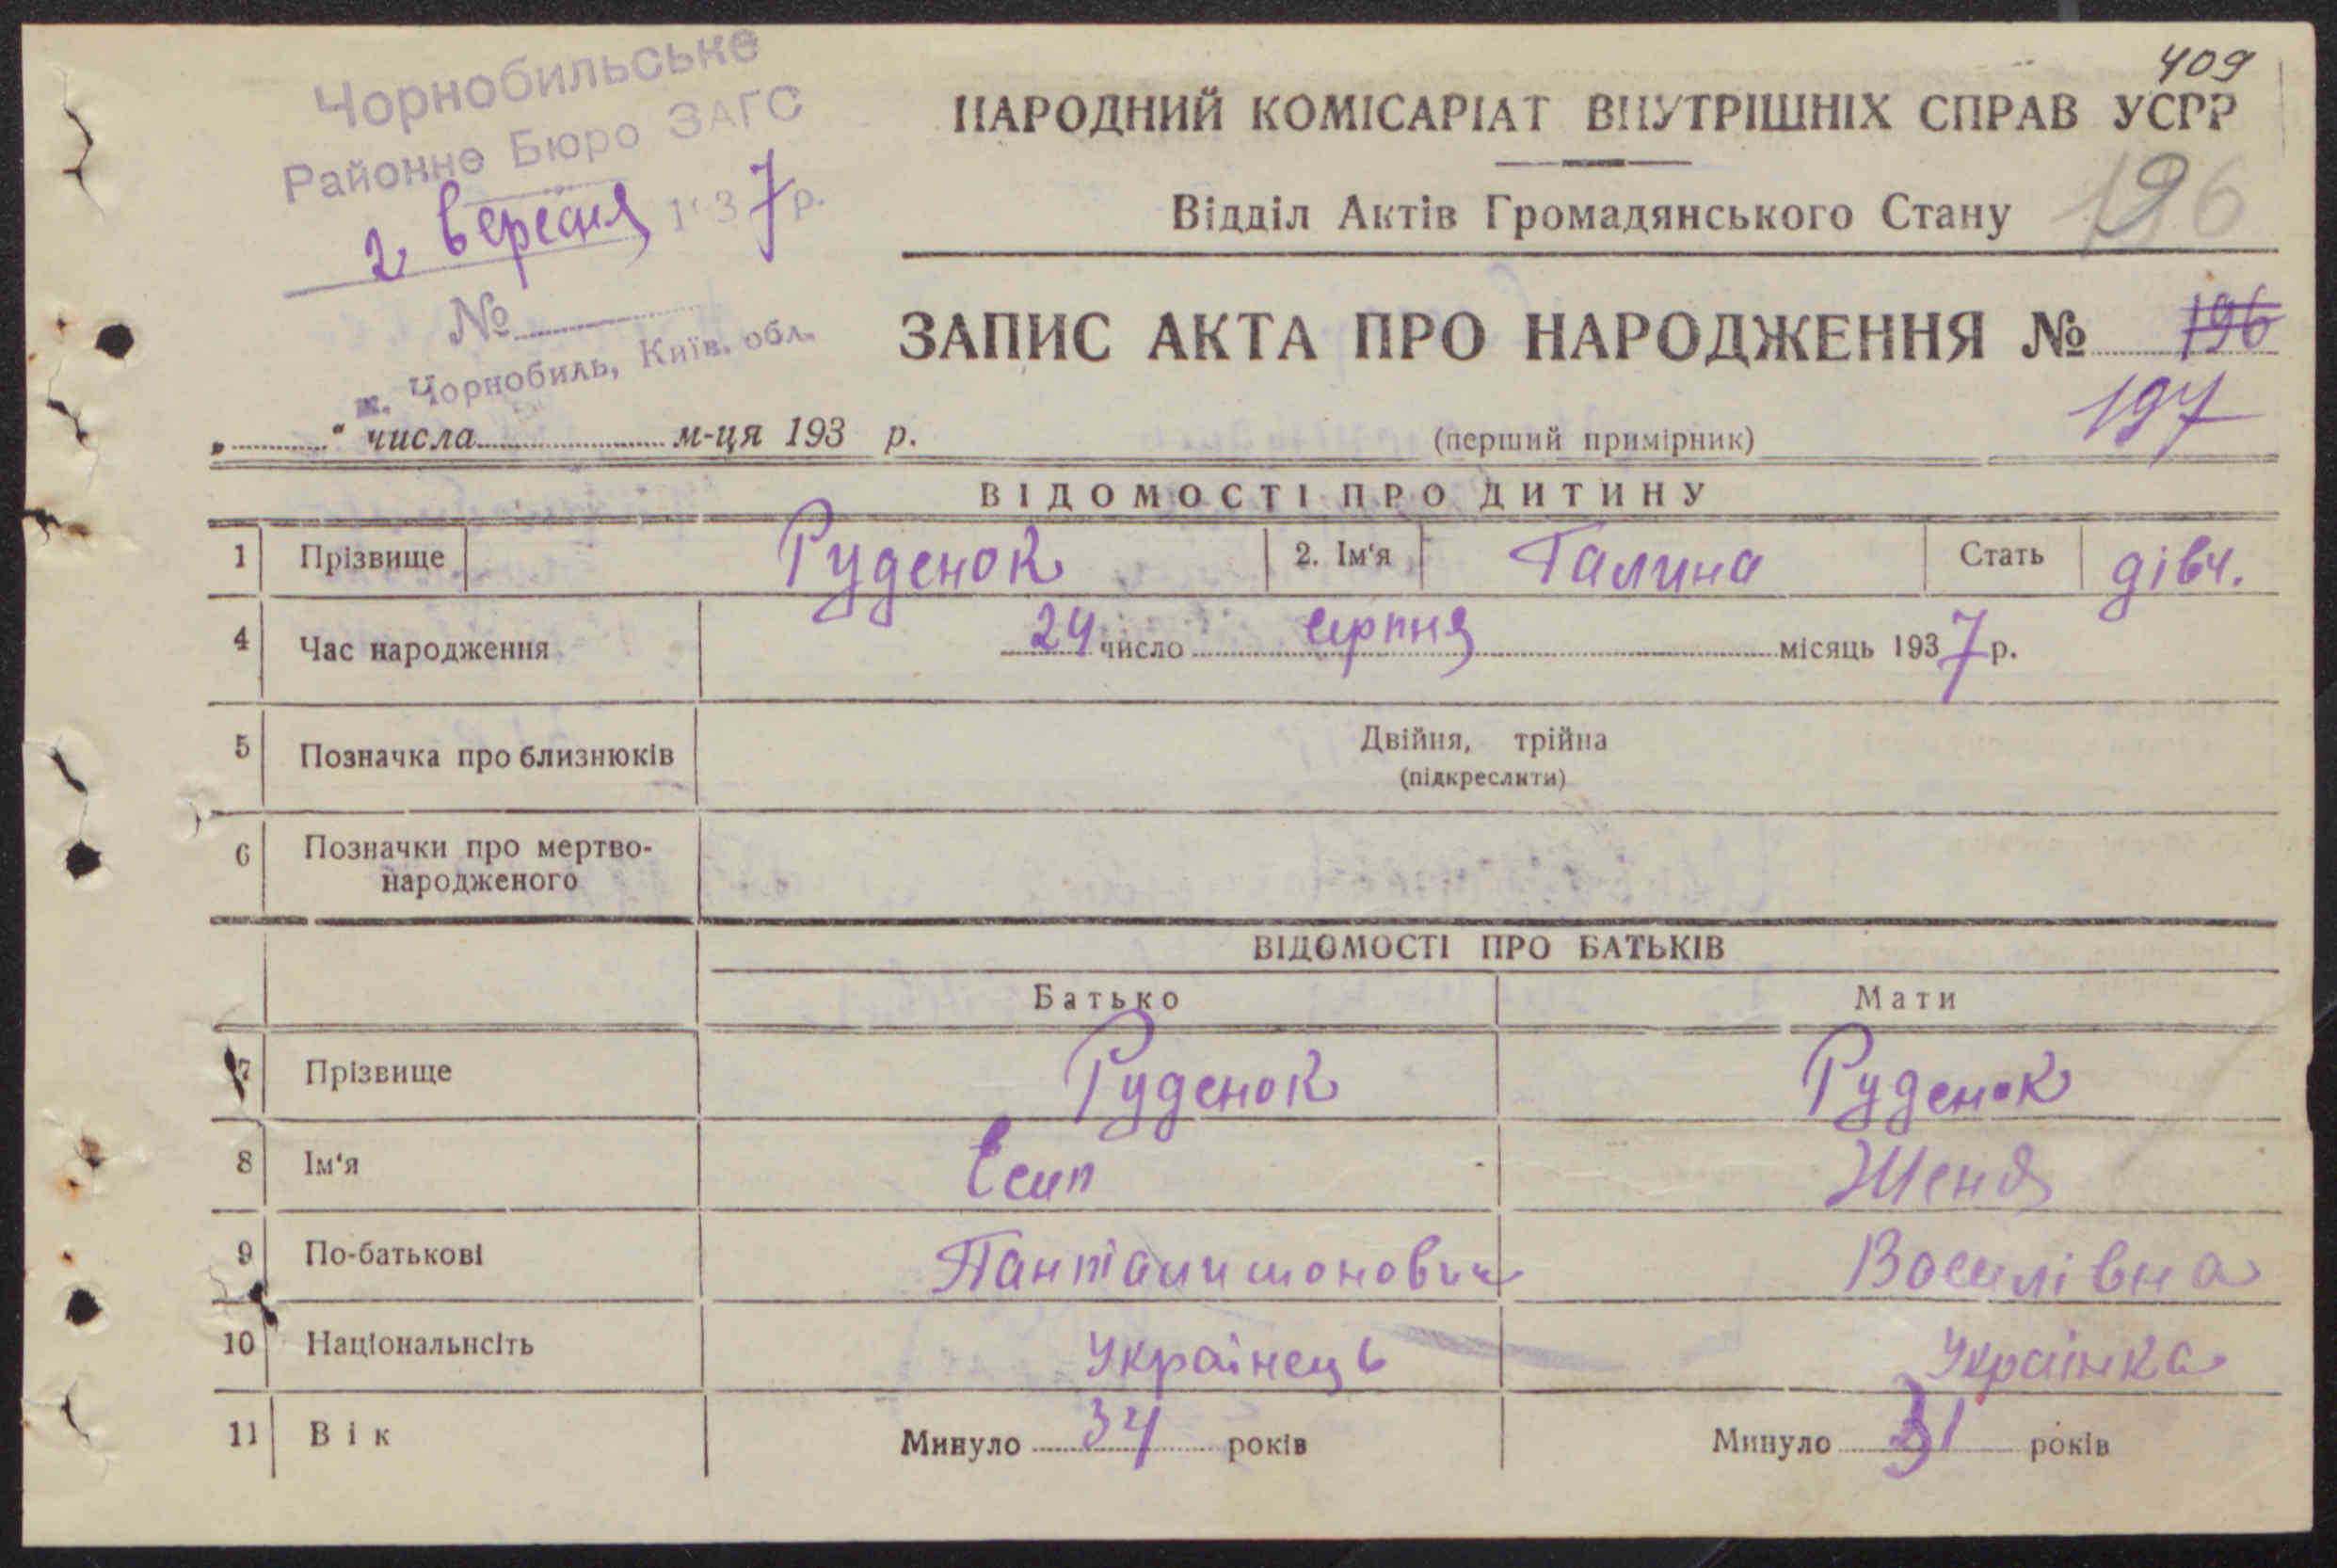 409
Чорнобильське
Районне Бюро ЗАГС
2 вересня 1937 р.
№
м. Чорнобиль, Київ. обл.
НАРОДНИЙ КОМІСАРІАТ ВНУТРІШНІХ СПРАВ УСРР
Відділ Актів Громадянського Стану 196
ЗАПИС АКТА ПРО НАРОДЖЕННЯ № 196
197
„ “ числа м-ця 193 р. (перший примірник)
ВІДОМОСТІ ПРО ДИТИНУ
1 Прізвище Руденок 2. Ім‘я Галина Стать дівч.
4 Час народження 24 число серпня місяць 1937 р.
5 Позначка про близнюків Двійня, трійна
(підкреслити)
6 Позначки про мертво-
народженого
ВІДОМОСТІ ПРО БАТЬКІВ
Батько Мати
7 Прізвище Руденок Руденок
8 Ім‘я Есип Женя
9 По-батькові Василівна
10 Національнсіть Українець Українка
11 Вік Минуло 34 років Минуло 31 років